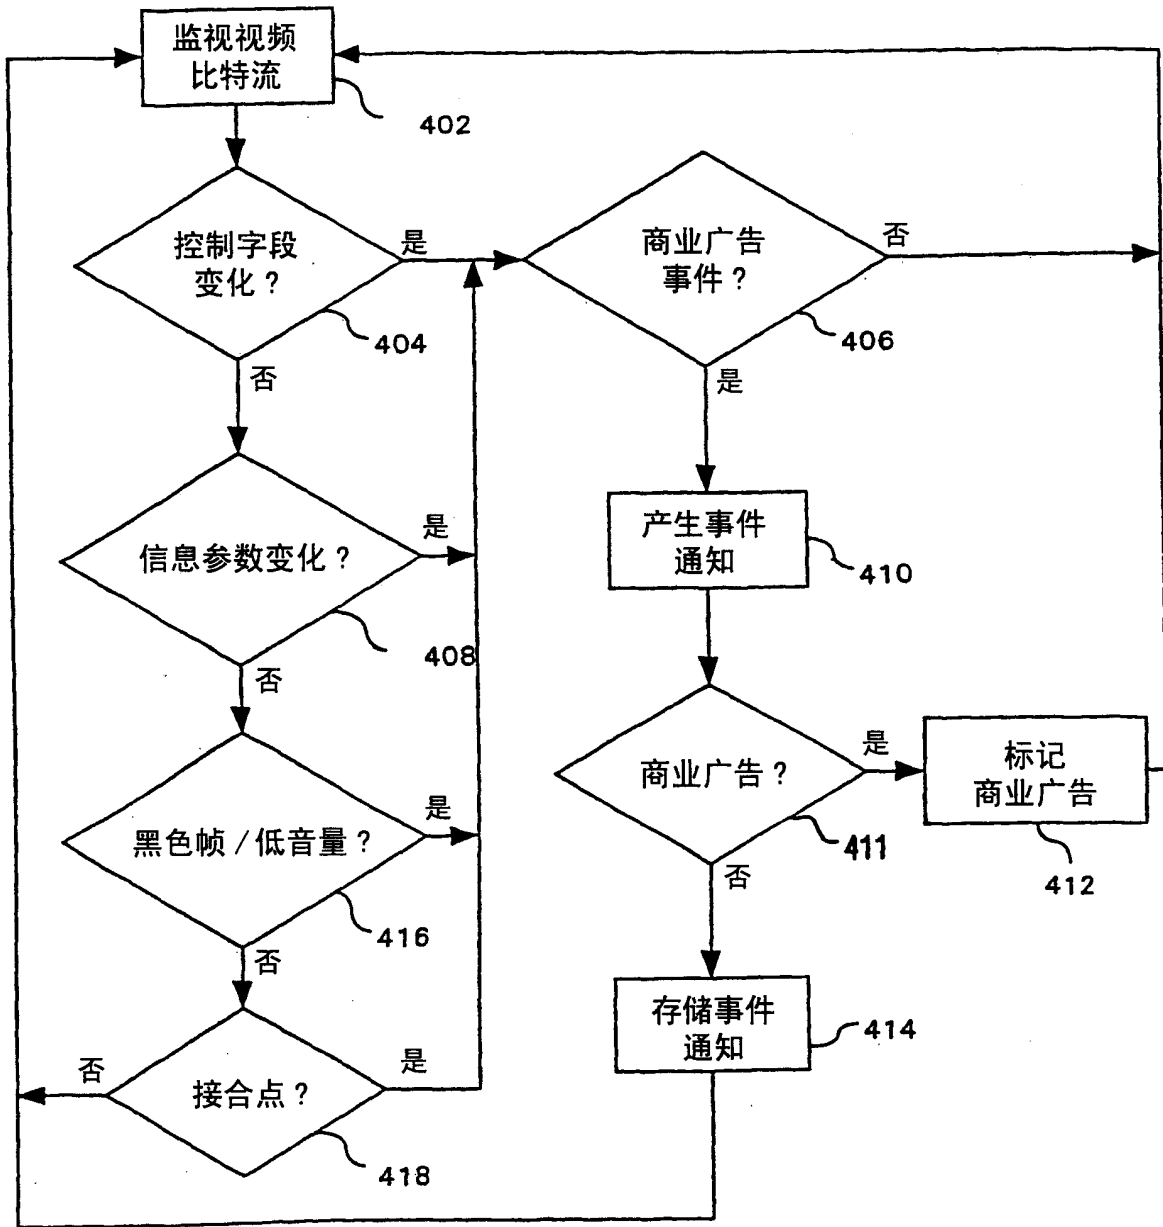 监视视频
比特流
402
控制字段
变化？
是
404
否
商业广告
事件？
否
406
是
信息参数变化？
是
408
否
产生事件
通知
410
黑色帧/低音量？
是
416
否
商业广告？
是
411
否
标记
商业广告
412
接合点？
否
是
418
存储事件
通知
414